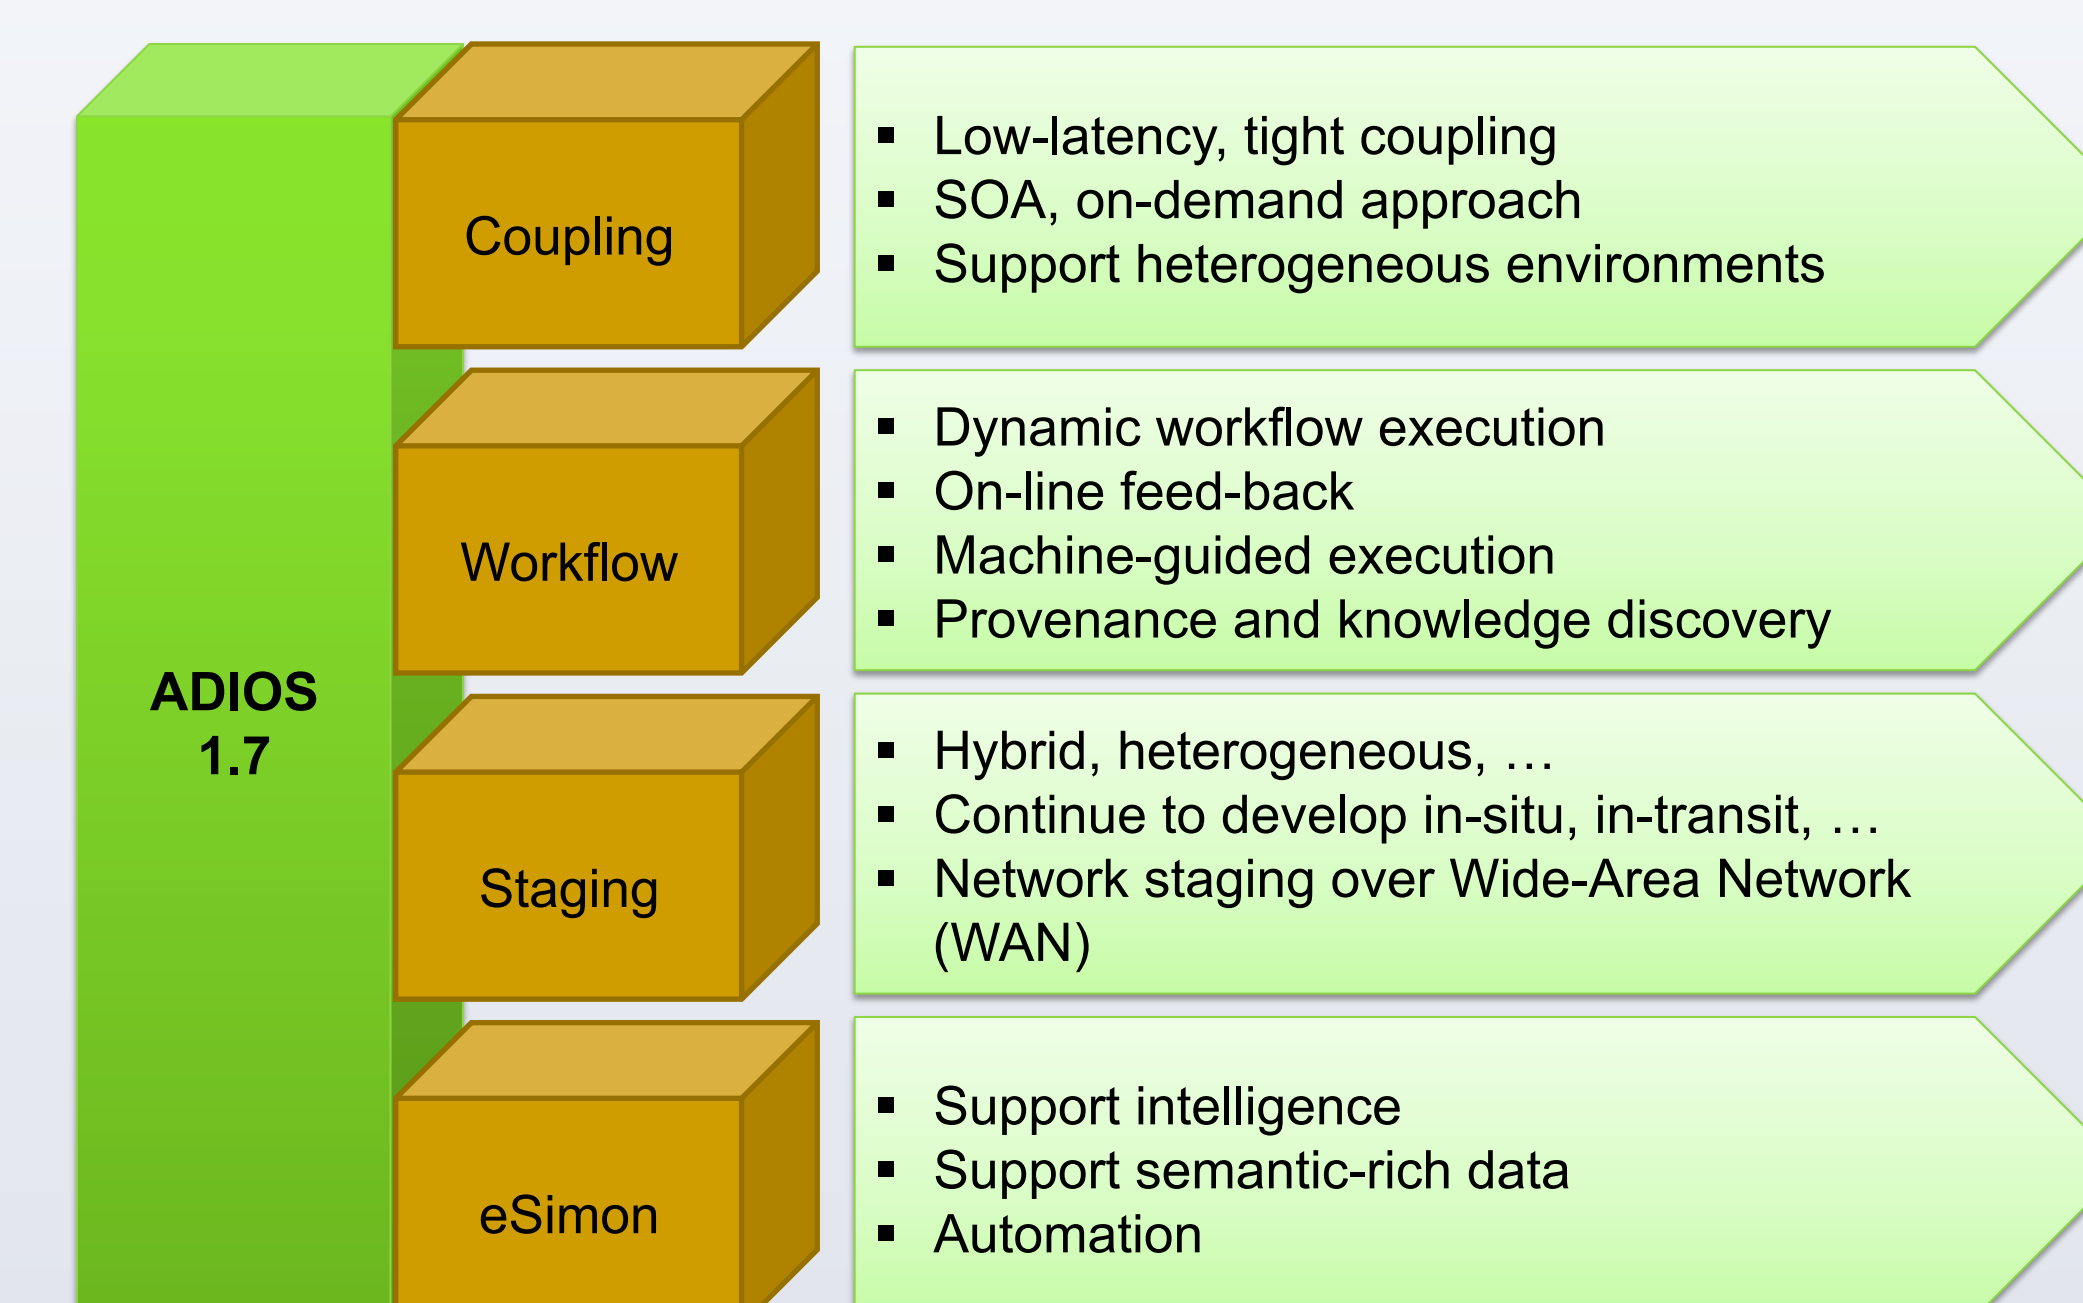 ADIOS
1.7
Coupling
▪ Low-latency, tight coupling
▪ SOA, on-demand approach
▪ Support heterogeneous environments
Workflow
▪ Dynamic workflow execution
▪ On-line feed-back
▪ Machine-guided execution
▪ Provenance and knowledge discovery
Staging
▪ Hybrid, heterogeneous, …
▪ Continue to develop in-situ, in-transit, …
▪ Network staging over Wide-Area Network
(WAN)
eSimon
▪ Support intelligence
▪ Support semantic-rich data
▪ Automation